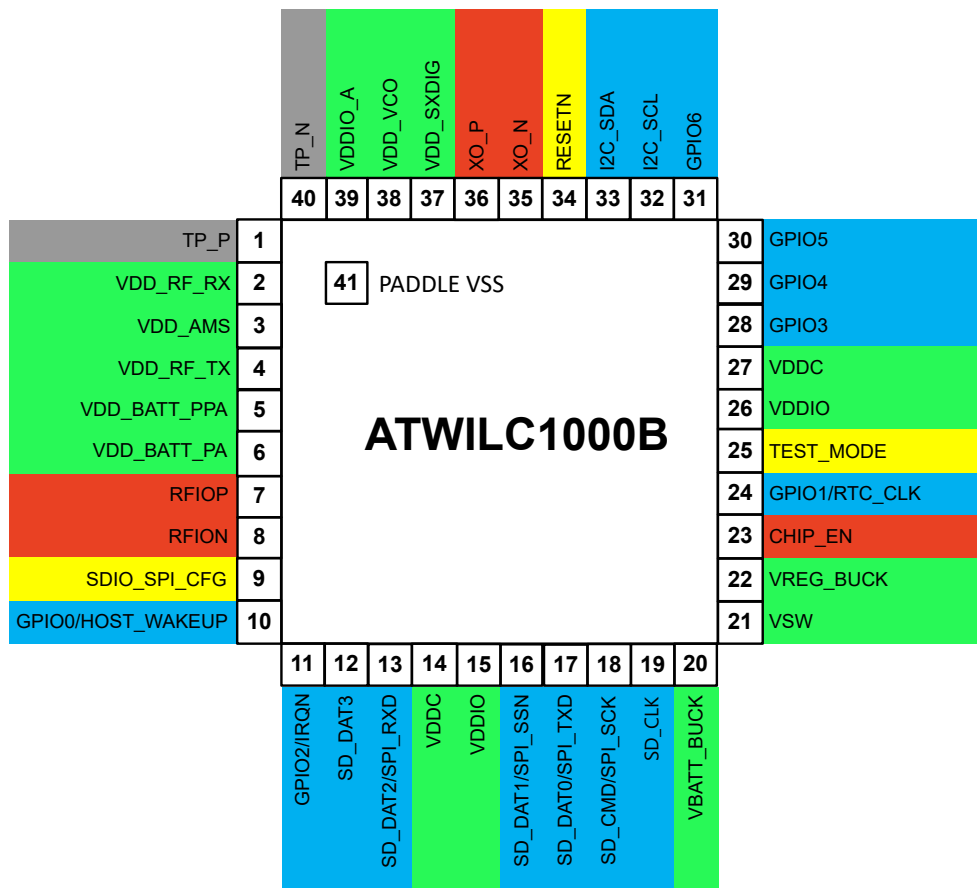 TP_N
VDDIO_A
VDD_VCO
VDD_SXDIG
XO_P
XO_N
RESETN
I2C_SDA
I2C_SCL
GPIO6
40 39 38 37 36 35 34 33 32 31
TP_P 1
VDD_RF_RX 2
VDD_AMS 3
VDD_RF_TX 4
VDD_BATT_PPA 5
VDD_BATT_PA 6
RFIOP 7
RFION 8
SDIO_SPI_CFG 9
GPIO0/HOST_WAKEUP 10
41 PADDLE VSS
ATWILC1000B
30 GPIO5
29 GPIO4
28 GPIO3
27 VDDC
26 VDDIO
25 TEST_MODE
24 GPIO1/RTC_CLK
23 CHIP_EN
22 VREG_BUCK
21 VSW
11 12 13 14 15 16 17 18 19 20
GPIO2/IRQN
SD_DAT3
SD_DAT2/SPI_RXD
VDDC
VDDIO
SD_DAT1/SPI_SSN
SD_DAT0/SPI_TXD
SD_CMD/SPI_SCK
SD_CLK
VBATT_BUCK